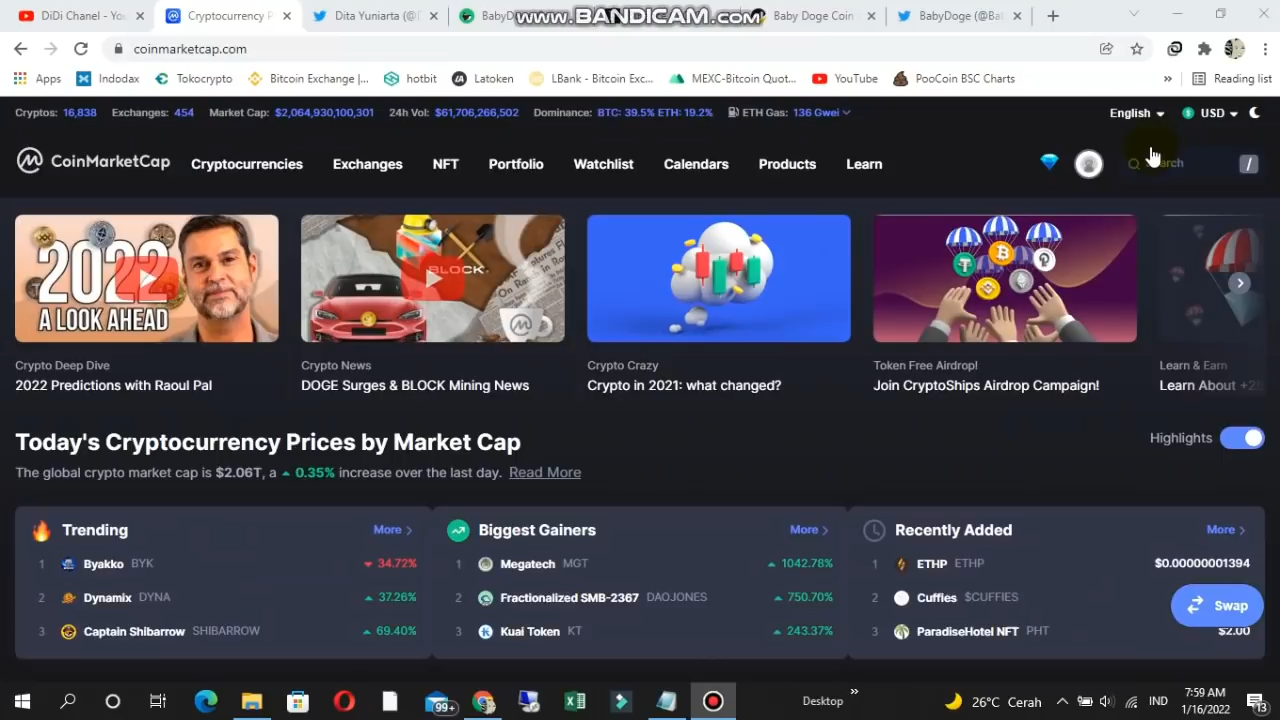 DiDi Chanel - You
Cryptocurrency P
Dita Yuniarta (@
BabyD
Baby Doge Coin
BabyDoge (@Bal
www.BANDICAM.com
coinmarketcap.com
Apps Indodax Tokocrypto Bitcoin Exchange |... hotbit Latoken LBank - Bitcoin Exc... MEXC-Bitcoin Quot... YouTube PooCoin BSC Charts » Reading list
Cryptos: 16,838 Exchanges: 454 Market Cap: $2,064,930,100,301 24h Vol: $61,706,266,502 Dominance: BTC: 39.5% ETH: 19.2% ETH Gas: 136 Gwei English USD
CoinMarketCap Cryptocurrencies Exchanges NFT Portfolio Watchlist Calendars Products Learn Search /
2022
A LOOK AHEAD
BLOCK
Crypto Deep Dive
2022 Predictions with Raoul Pal
Crypto News
DOGE Surges & BLOCK Mining News
Crypto Crazy
Crypto in 2021: what changed?
Token Free Airdrop!
Join CryptoShips Airdrop Campaign!
Learn & Earn
Learn About
Today's Cryptocurrency Prices by Market Cap
Highlights
The global crypto market cap is $2.06T, a 0.35% increase over the last day. Read More
Trending More
1 Byakko BYK 34.72%
2 Dynamix DYNA 37.26%
3 Captain Shibarrow SHIBARROW 69.40%
Biggest Gainers More
1 Megatech MGT 1042.78%
2 Fractionalized SMB-2367 DAOJONES 750.70%
3 Kuai Token KT 243.37%
Recently Added More
1 ETHP ETHP $0.00000001394
2 Cuffies $CUFFIES
3 ParadiseHotel NFT PHT $2.00
Swap
99+ Desktop » 26°C Cerah IND 7:59 AM
1/16/2022 13